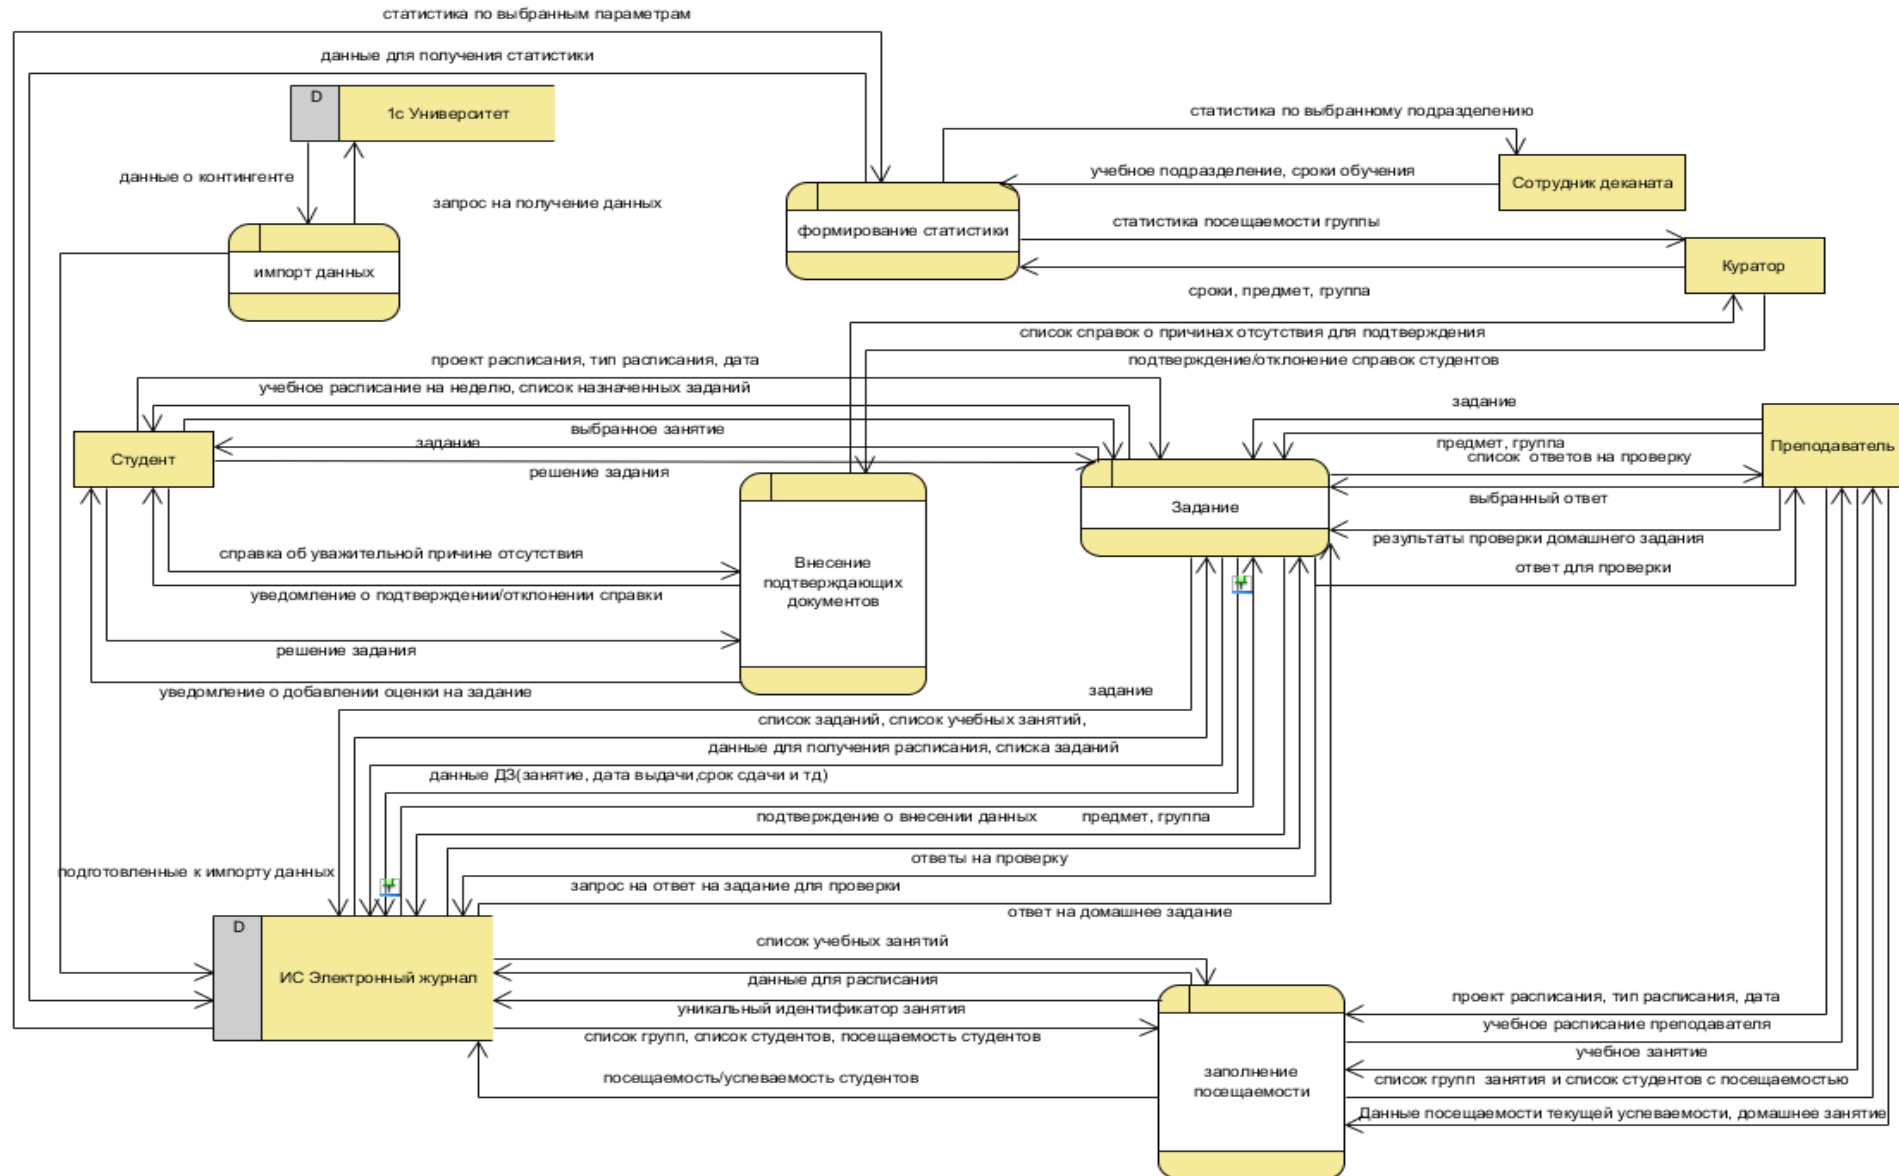 статистика по выбранным параметрам
данные для получения статистики
D
1с Университет
статистика по выбранному подразделению
данные о контингенте
учебное подразделение, сроки обучения
Сотрудник деканата
запрос на получение данных
статистика посещаемости группы
формирование статистики
импорт данных
Куратор
сроки, предмет, группа
список справок о причинах отсутствия для подтверждения
проект расписания, тип расписания, дата
подтверждение/отклонение справок студентов
учебное расписание на неделю, список назначенных заданий
задание
выбранное занятие
задание
предмет, группа
Преподаватель
Студент
решение задания
список ответов на проверку
выбранный ответ
Задание
результаты проверки домашнего задания
справка об уважительной причине отсутствия
ответ для проверки
Внесение
подтверждающих
документов
уведомление о подтверждении/отклонении справки
решение задания
уведомление о добавлении оценки на задание
задание
список заданий, список учебных занятий,
данные для получения расписания, списка заданий
данные ДЗ(занятие, дата выдачи,срок сдачи и тд)
подтверждение о внесении данных
предмет, группа
ответы на проверку
подготовленные к импорту данных
запрос на ответ на задание для проверки
ответ на домашнее задание
D
ИС Электронный журнал
список учебных занятий
данные для расписания
уникальный идентификатор занятия
список групп, список студентов, посещаемость студентов
проект расписания, тип расписания, дата
учебное расписание преподавателя
учебное занятие
посещаемость/успеваемость студентов
заполнение
посещаемости
список групп занятия и список студентов с посещаемостью
Данные посещаемости текущей успеваемости, домашнее занятие